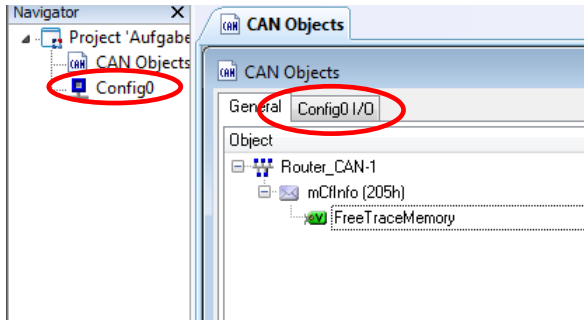 Navigator X
Project 'Aufgabe
CAN Objects
Config0
CAN CAN Objects
CAN CAN Objects
General Config0 I/O
Object
Router_CAN-1
mCfInfo (205h)
FreeTraceMemory